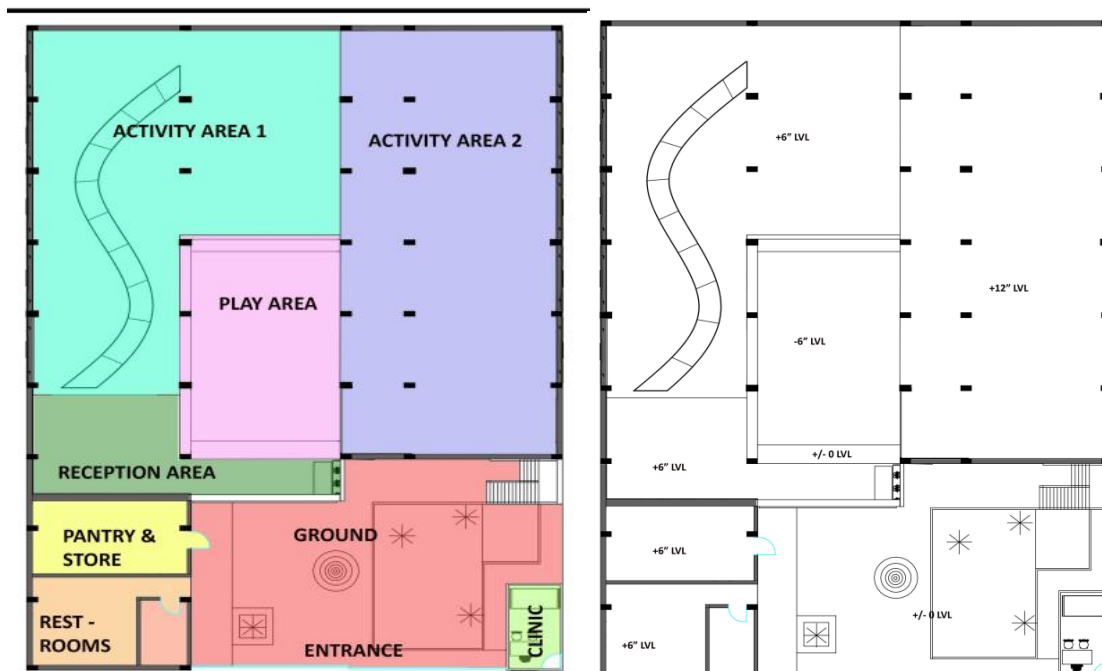 ACTIVITY AREA 1
ACTIVITY AREA 2
PLAY AREA
RECEPTION AREA
PANTRY &
STORE
GROUND
REST -
ROOMS
ENTRANCE
CLINIC
+6" LVL
+12" LVL
-6" LVL
+/- 0 LVL
+6" LVL
+6" LVL
+/- 0 LVL
+6" LVL